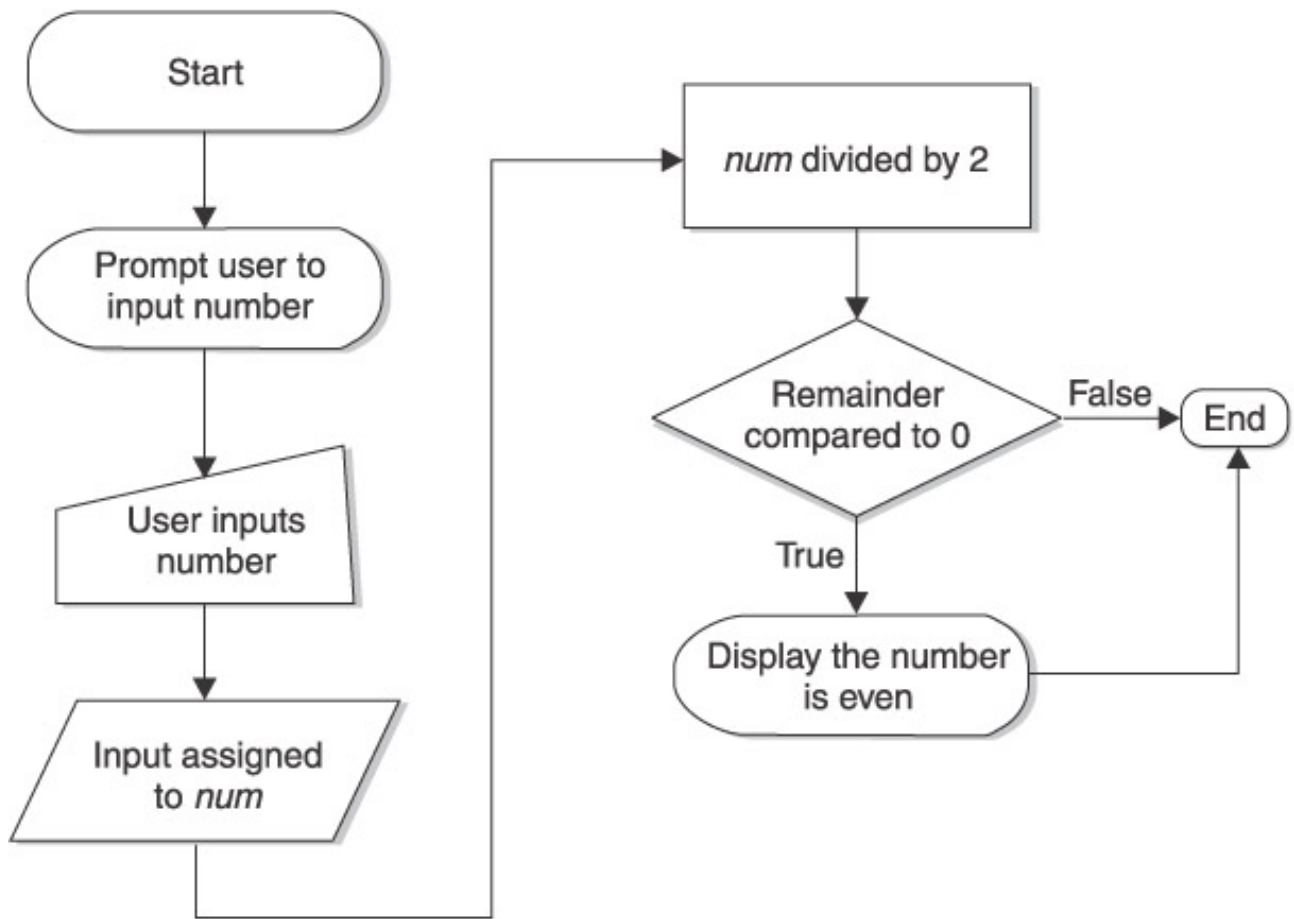 Start
Prompt user to
input number
User inputs
number
Input assigned
to num
num divided by 2
Remainder
compared to 0
False
End
True
Display the number
is even